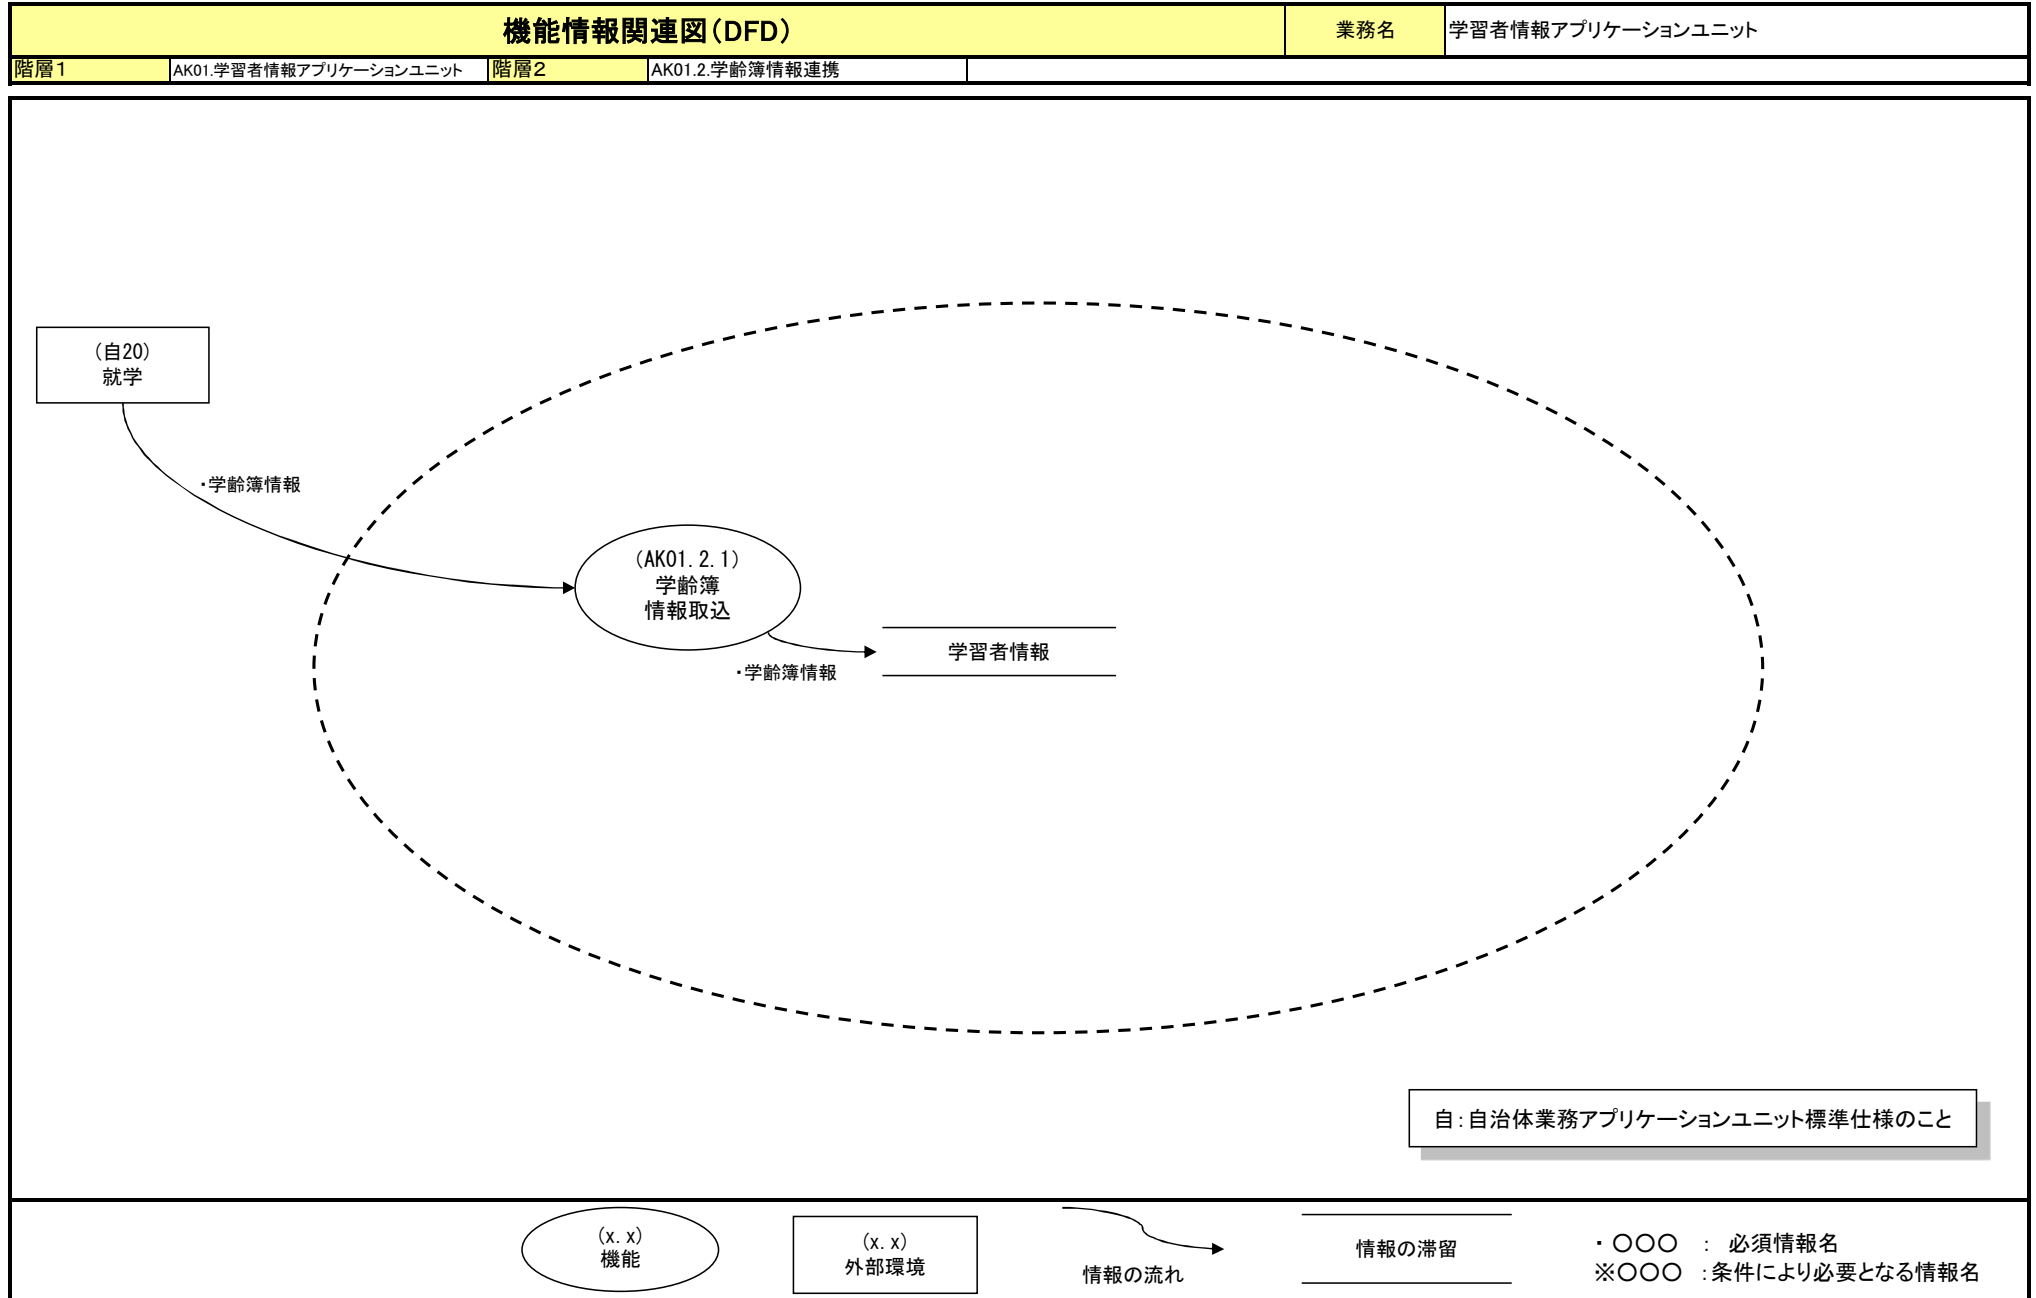 機能情報関連図(DFD)
業務名
学習者情報アプリケーションユニット
階層1
AK01.学習者情報アプリケーションユニット
階層2
AK01.2.学齢簿情報連携
(自20)
就学
・学齢簿情報
(AK01.2.1)
学齢簿
情報取込
・学齢簿情報
学習者情報
自:自治体業務アプリケーションユニット標準仕様のこと
(x.x)
機能
(x.x)
外部環境
情報の流れ
情報の滞留
・〇〇〇 : 必須情報名
※〇〇〇 :条件により必要となる情報名